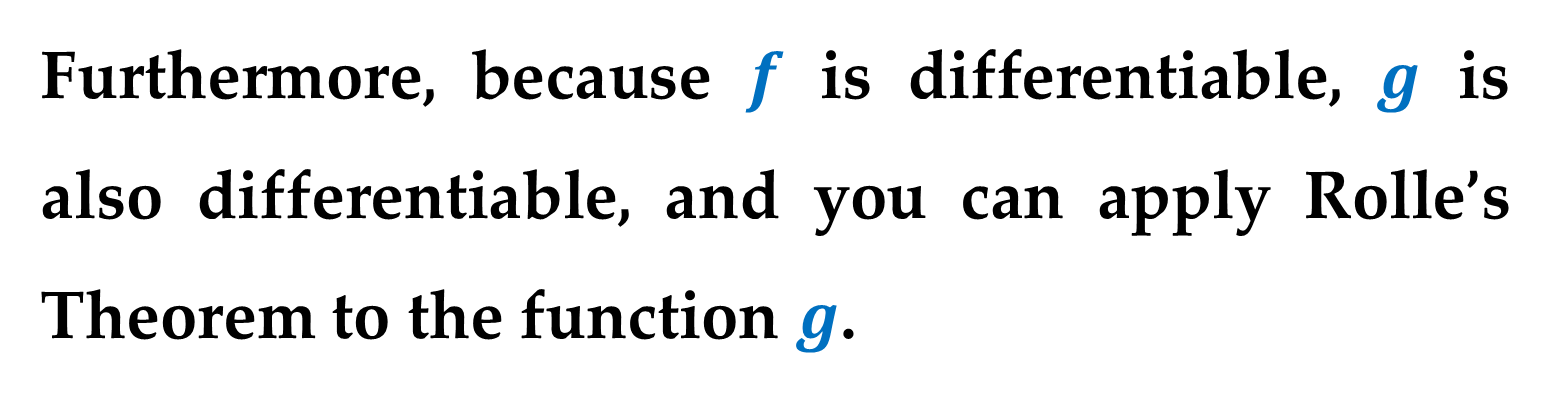 Furthermore, because f is differentiable, g is
also differentiable, and you can apply Rolle’s
Theorem to the function g.